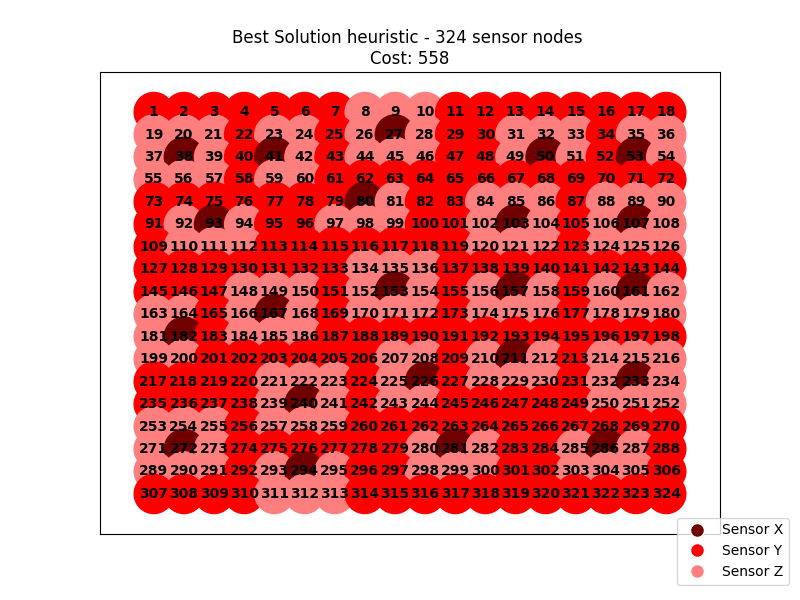 Best Solution heuristic - 324 sensor nodes
Cost: 558
1 2 3 4 5 6 7 8 9 10 11 12 13 14 15 16 17 18
19 20 21 22 23 24 25 26 27 28 29 30 31 32 33 34 35 36
37 38 39 40 41 42 43 44 45 46 47 48 49 50 51 52 53 54
55 56 57 58 59 60 61 62 63 64 65 66 67 68 69 70 71 72
73 74 75 76 77 78 79 80 81 82 83 84 85 86 87 88 89 90
91 92 93 94 95 96 97 98 99 100 101 102 103 104 105 106 107 108
109 110 111 112 113 114 115 116 117 118 119 120 121 122 123 124 125 126
127 128 129 130 131 132 133 134 135 136 137 138 139 140 141 142 143 144
145 146 147 148 149 150 151 152 153 154 155 156 157 158 159 160 161 162
163 164 165 166 167 168 169 170 171 172 173 174 175 176 177 178 179 180
181 182 183 184 185 186 187 188 189 190 191 192 193 194 195 196 197 198
199 200 201 202 203 204 205 206 207 208 209 210 211 212 213 214 215 216
217 218 219 220 221 222 223 224 225 226 227 228 229 230 231 232 233 234
235 236 237 238 239 240 241 242 243 244 245 246 247 248 249 250 251 252
253 254 255 256 257 258 259 260 261 262 263 264 265 266 267 268 269 270
271 272 273 274 275 276 277 278 279 280 281 282 283 284 285 286 287 288
289 290 291 292 293 294 295 296 297 298 299 300 301 302 303 304 305 306
307 308 309 310 311 312 313 314 315 316 317 318 319 320 321 322 323 324
Sensor X
Sensor Y
Sensor Z